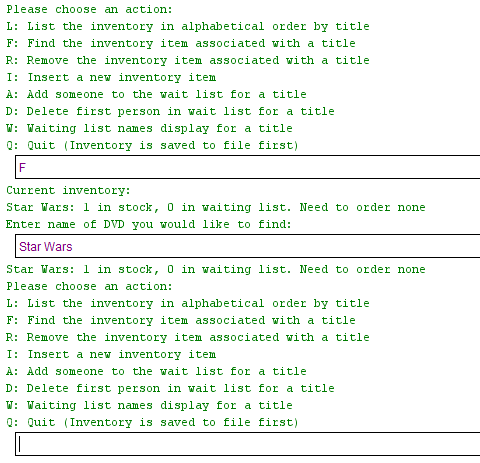 Please choose an action:
L: List the inventory in alphabetical order by title
F: Find the inventory item associated with a title
R: Remove the inventory item associated with a title
I: Insert a new inventory item
A: Add someone to the wait list for a title
D: Delete first person in wait list for a title
W: Waiting list names display for a title
Q: Quit (Inventory is saved to file first)
F
Current inventory:
Star Wars: 1 in stock, 0 in waiting list. Need to order none
Enter name of DVD you would like to find:
Star Wars
Star Wars: 1 in stock, 0 in waiting list. Need to order none
Please choose an action:
L: List the inventory in alphabetical order by title
F: Find the inventory item associated with a title
R: Remove the inventory item associated with a title
I: Insert a new inventory item
A: Add someone to the wait list for a title
D: Delete first person in wait list for a title
W: Waiting list names display for a title
Q: Quit (Inventory is saved to file first)